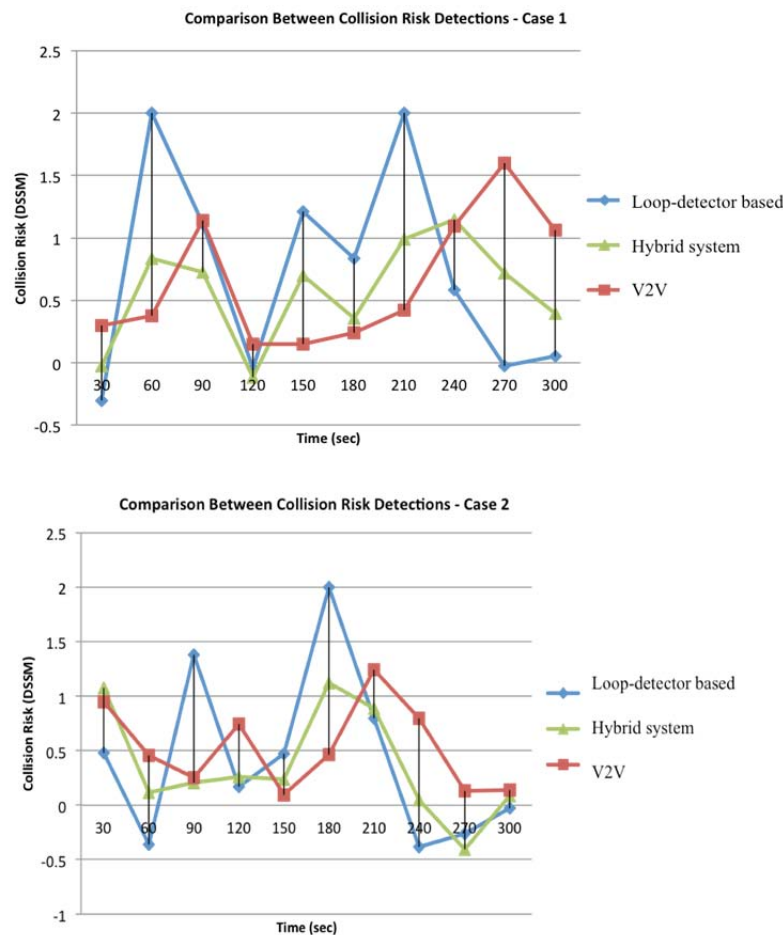 Comparison Between Collision Risk Detections - Case 1
2.5
2
1.5
1
0.5
0
-0.5
Collision Risk (DSSM)
30 60 90 120 150 180 210 240 270 300
Time (sec)
Loop-detector based
Hybrid system
V2V
Comparison Between Collision Risk Detections - Case 2
2.5
2
1.5
1
0.5
0
-0.5
-1
Collision Risk (DSSM)
30 60 90 120 150 180 210 240 270 300
Time (sec)
Loop-detector based
Hybrid system
V2V